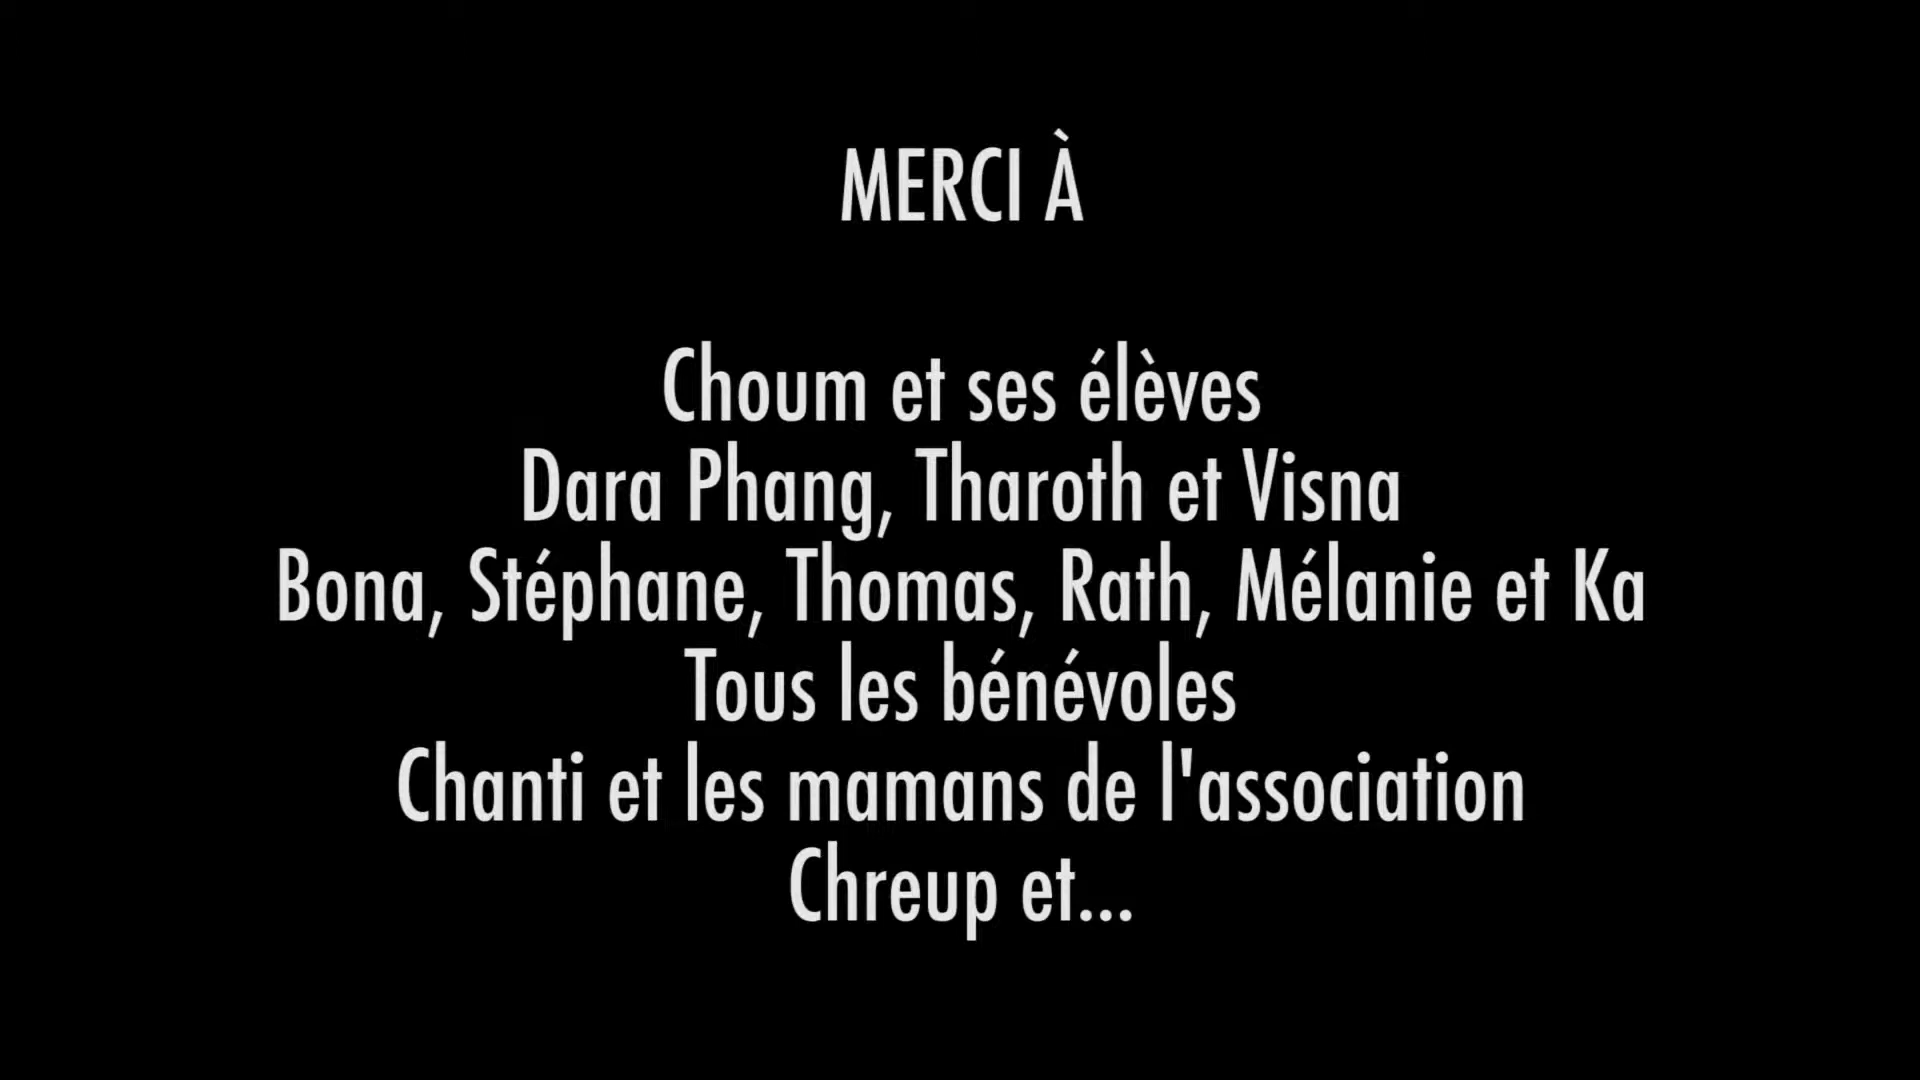 MERCI À
Choum et ses élèves
Dara Phang, Tharoth et Visna
Bona, Stéphane, Thomas, Rath, Mélanie et Ka
Tous les bénévoles
Chanti et les mamans de l'association
Chreup et...